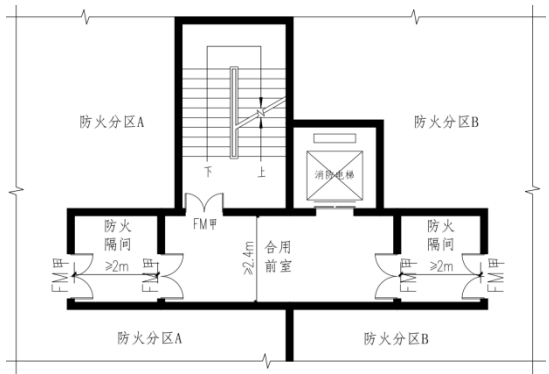 防火分区A
防火分区B
下
上
消防电梯
FM甲
防火
隔间
≥2m
FM甲
FM甲
≥2.4m
合用
前室
防火
隔间
≥2m
FM甲
FM甲
防火分区A
防火分区B